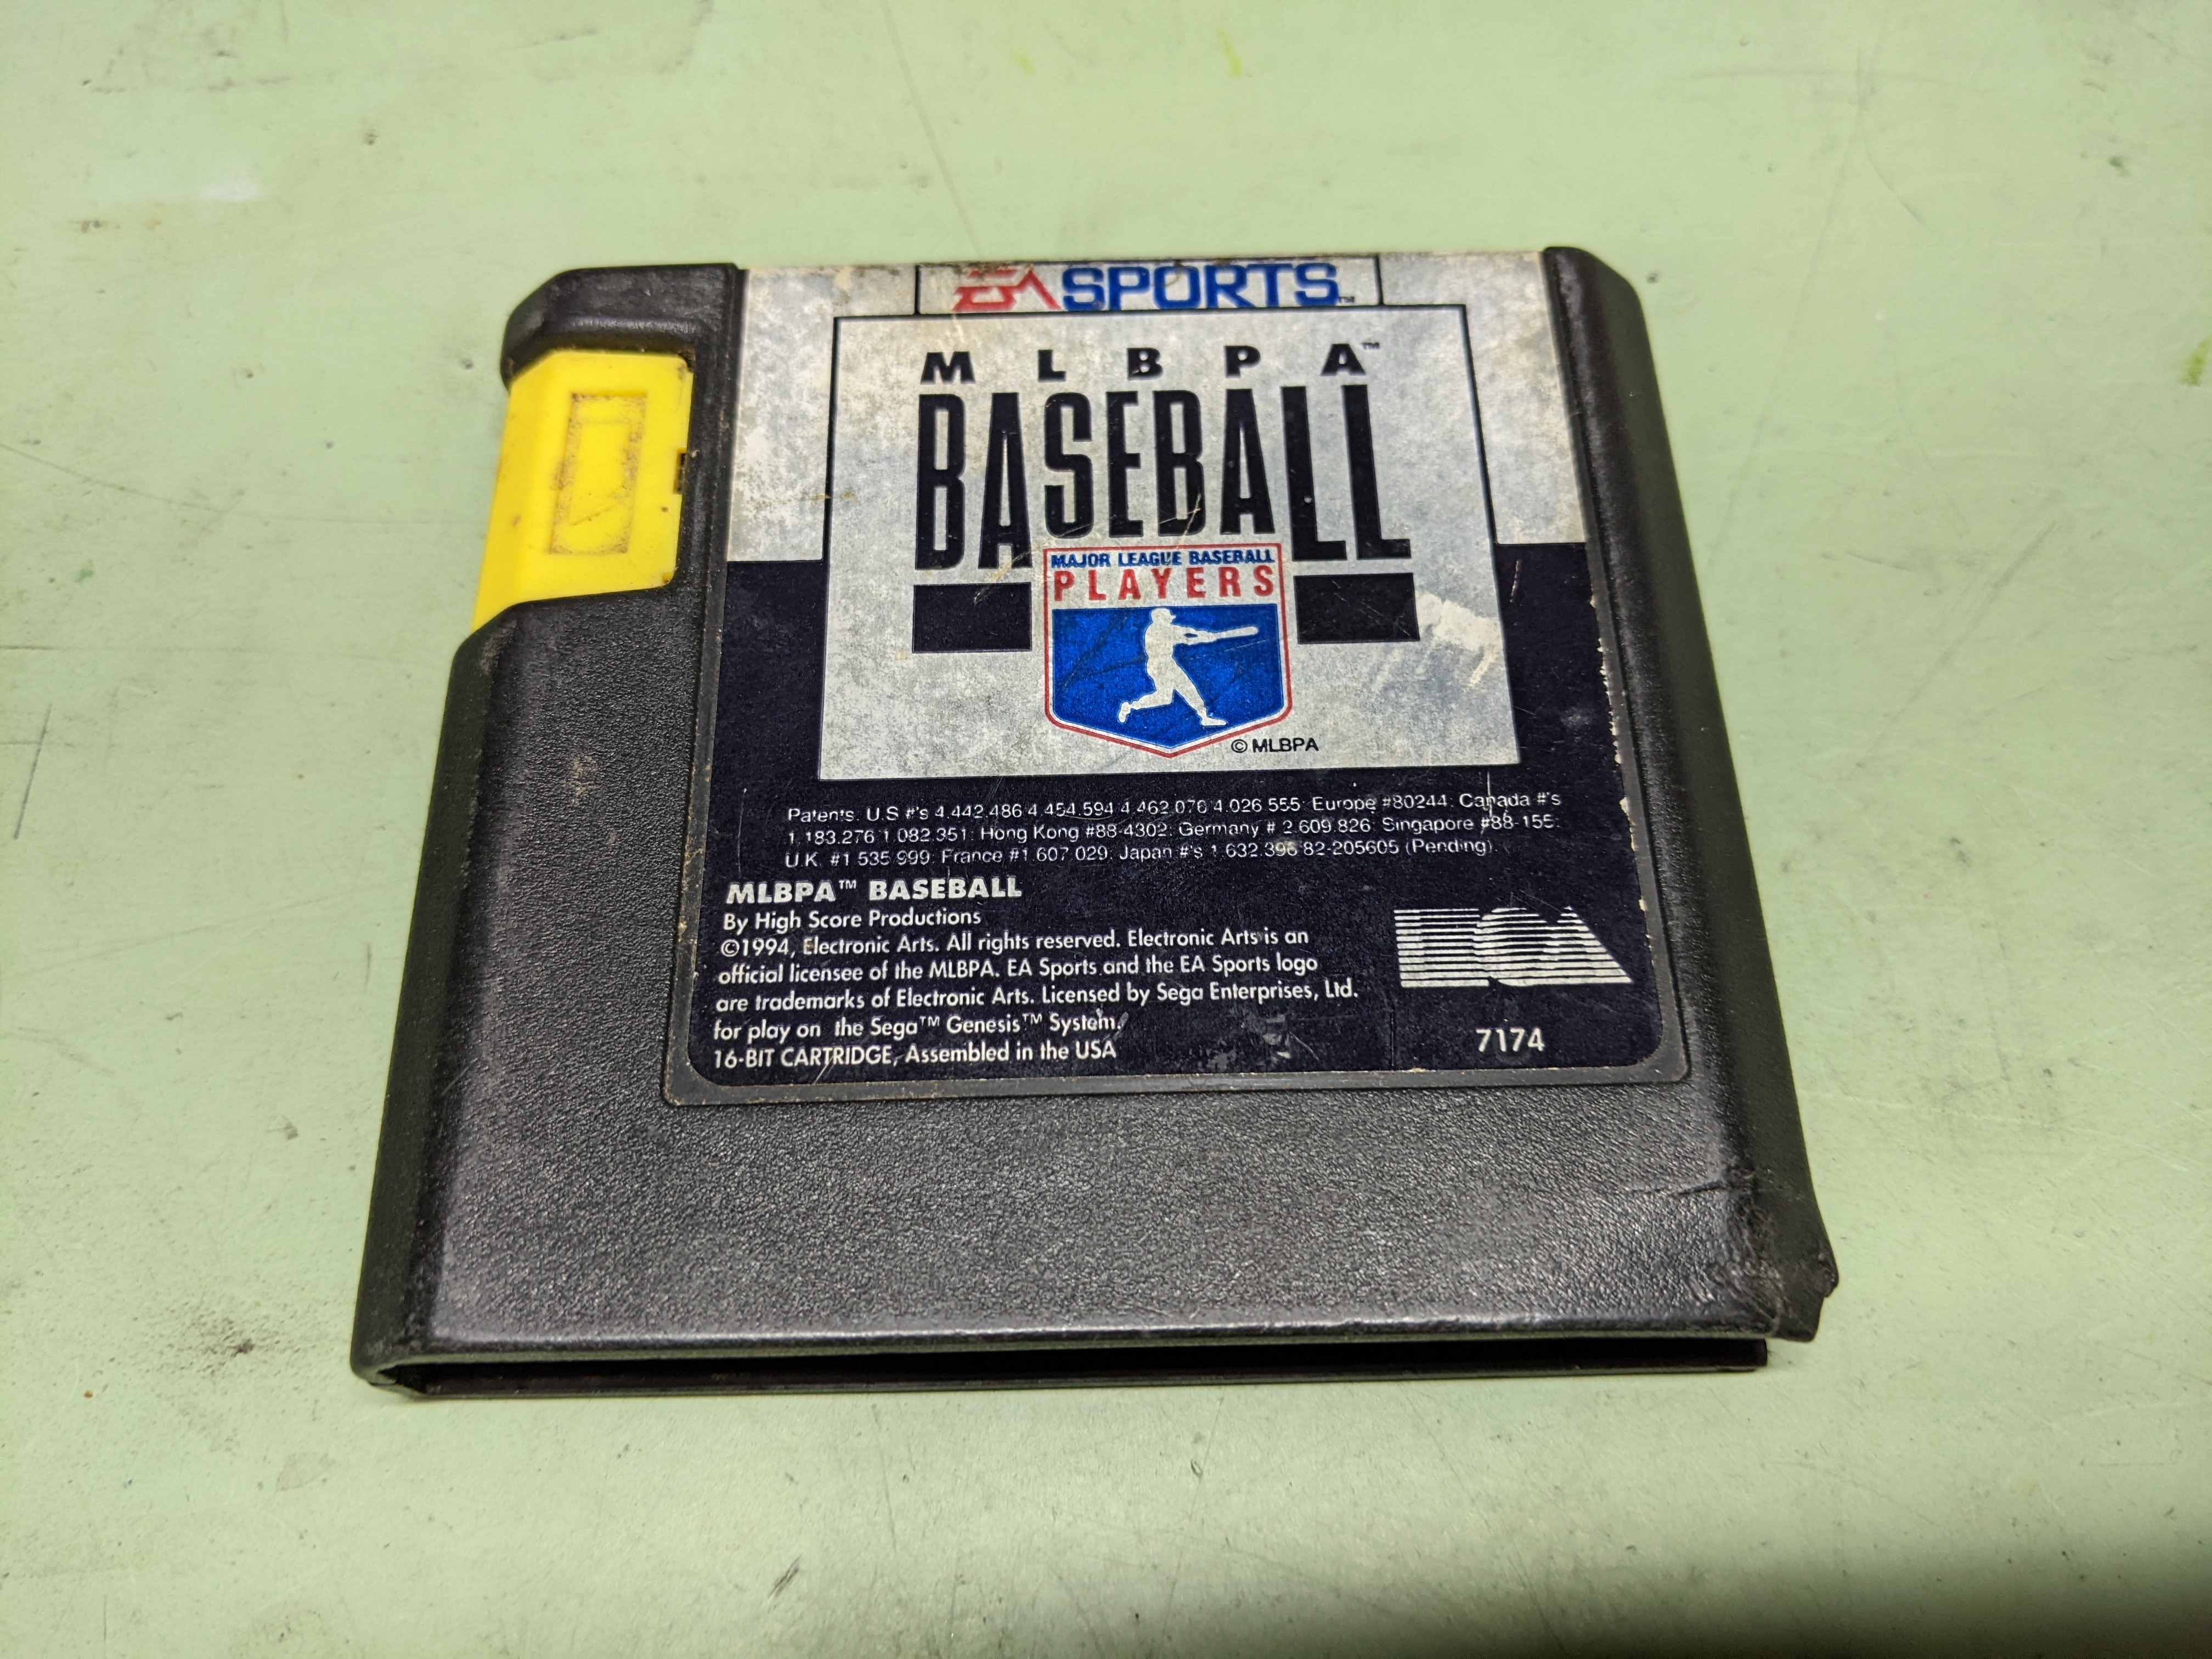 EA SPORTS™
MLBPA™
BASEBALL
MAJOR LEAGUE BASEBALL
PLAYERS
© MLBPA
Patents: U.S #'s 4.442.486 4.454.594 4.462.076 4.026.555; Europe #80244; Canada #'s
1.183.276 1.082.351; Hong Kong #88-4302; Germany # 2.609.826; Singapore #88-155;
U.K. #1.535.999; France #1.607.029; Japan #'s 1.632.396 82-205605 (Pending).
MLBPA™ BASEBALL
By High Score Productions
©1994, Electronic Arts. All rights reserved. Electronic Arts is an
official licensee of the MLBPA. EA Sports and the EA Sports logo
are trademarks of Electronic Arts. Licensed by Sega Enterprises, Ltd.
for play on the Sega™ Genesis™ System.
16-BIT CARTRIDGE, Assembled in the USA
EA
7174